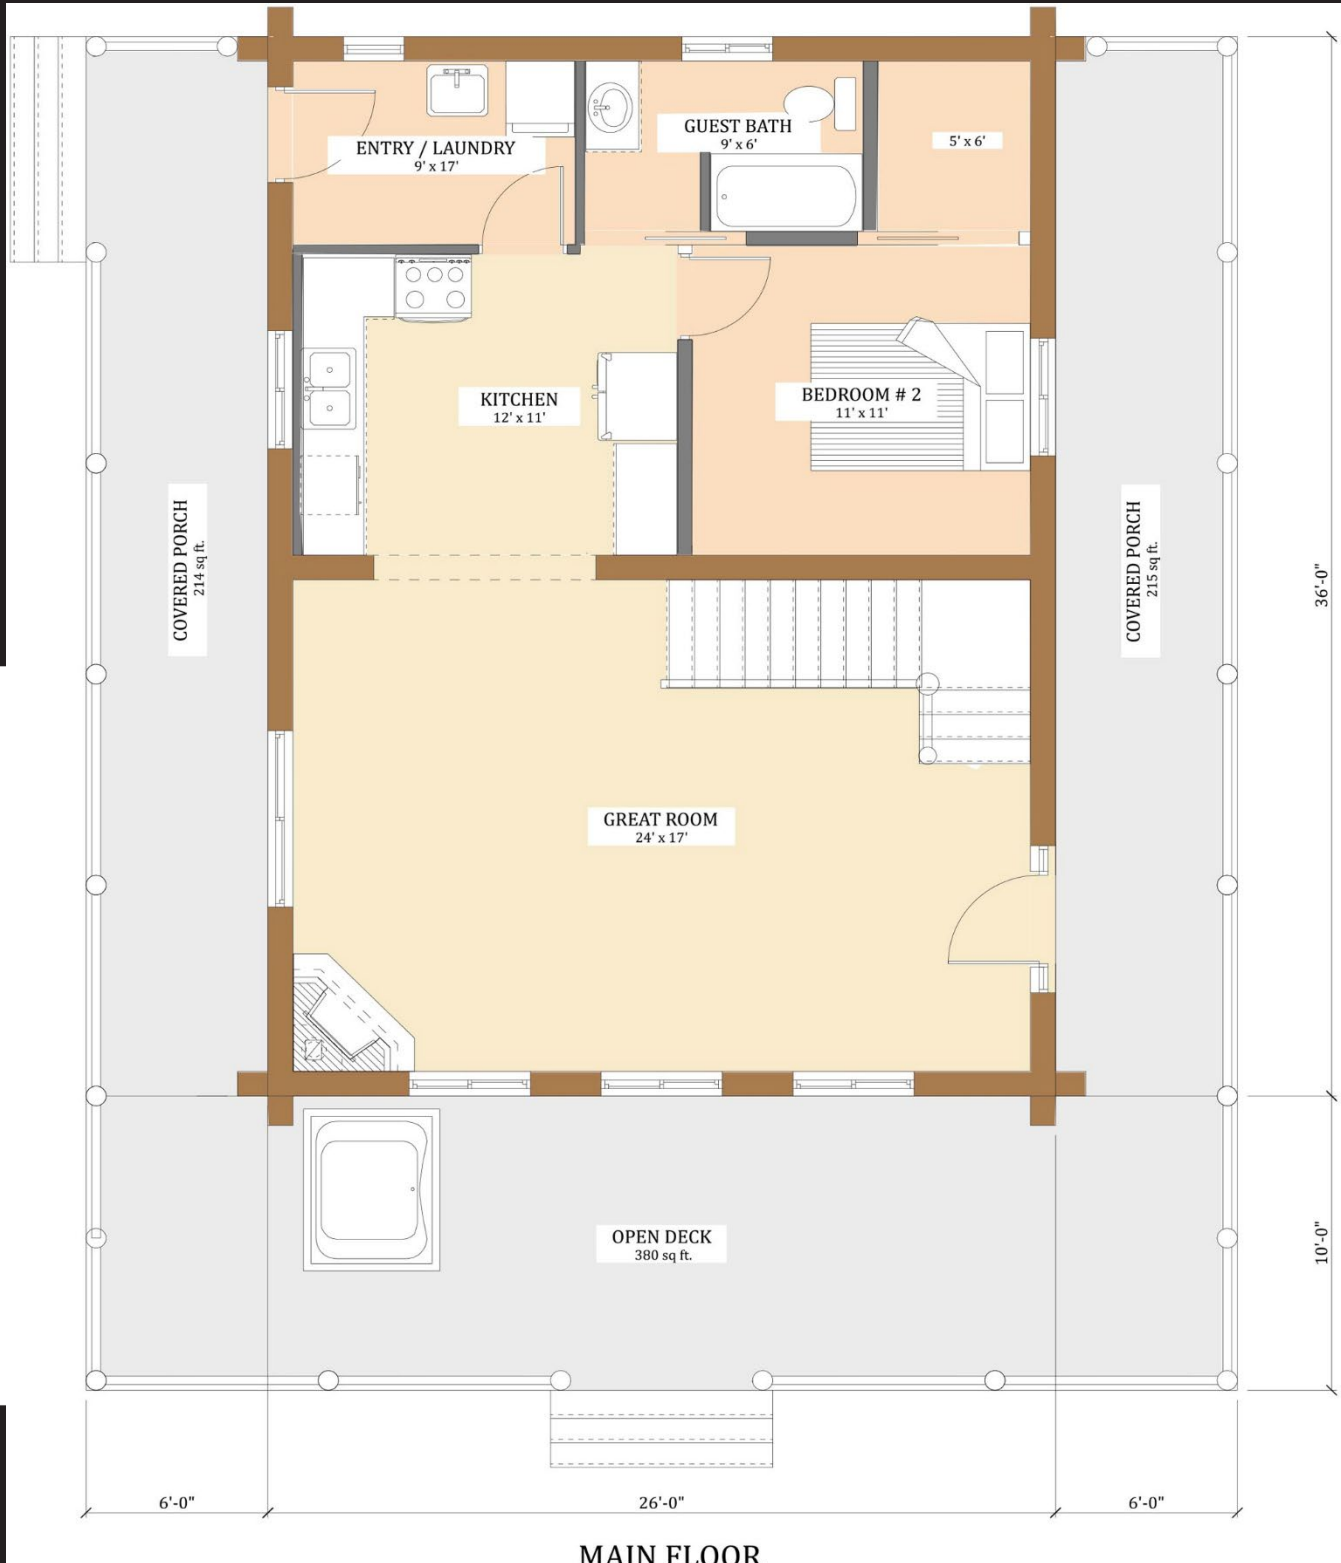 ENTRY / LAUNDRY
9' x 17'
GUEST BATH
9' x 6'
5' x 6'
KITCHEN
12' x 11'
BEDROOM # 2
11' x 11'
COVERED PORCH
214 sq ft.
COVERED PORCH
215 sq ft.
36'-0"
GREAT ROOM
24' x 17'
OPEN DECK
380 sq ft.
10'-0"
6'-0"
26'-0"
6'-0"
MAIN FLOOR